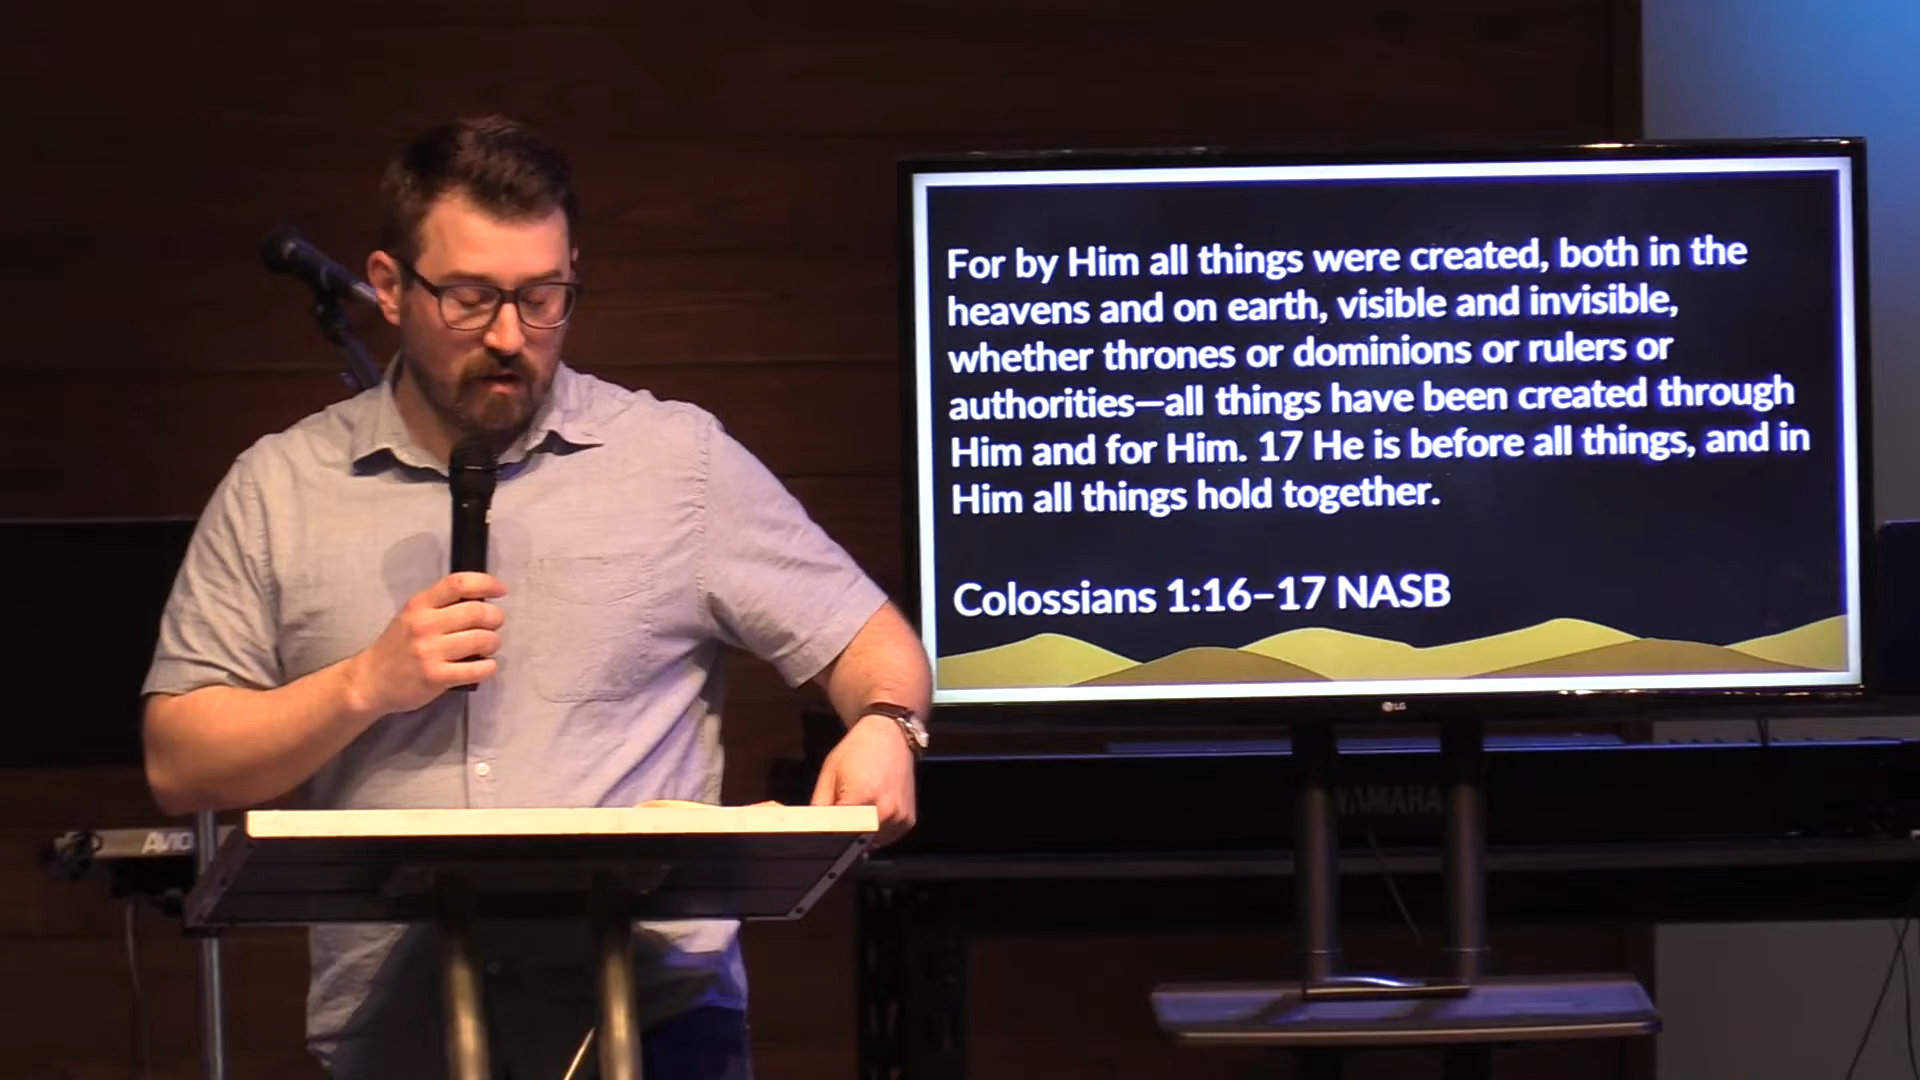 For by Him all things were created, both in the
heavens and on earth, visible and invisible,
whether thrones or dominions or rulers or
authorities—all things have been created through
Him and for Him. 17 He is before all things, and in
Him all things hold together.
Colossians 1:16–17 NASB
LG
YAMAHA
AVIO